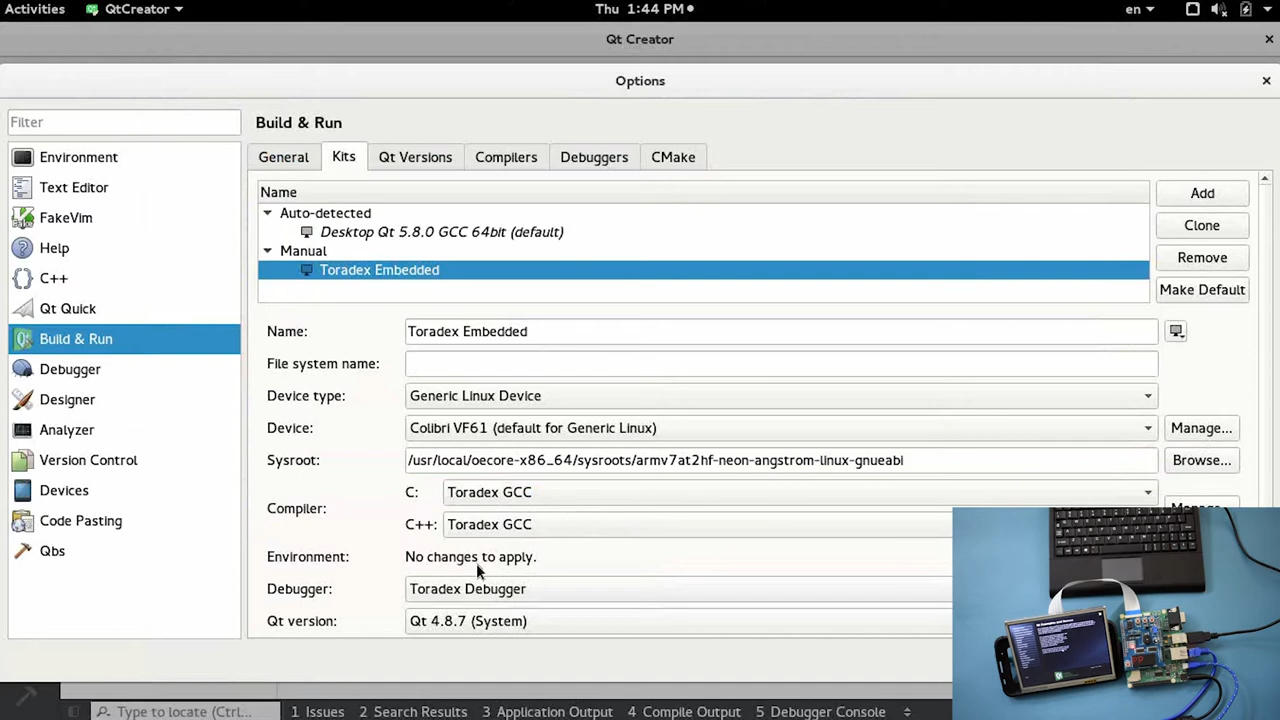 Activities QtCreator Thu 1:44 PM en
Qt Creator
Options
Filter
Environment
Text Editor
FakeVim
Help
C++
Qt Quick
Build & Run
Debugger
Designer
Analyzer
Version Control
Devices
Code Pasting
Qbs
Build & Run
General Kits Qt Versions Compilers Debuggers CMake
Name
Auto-detected
Desktop Qt 5.8.0 GCC 64bit (default)
Manual
Toradex Embedded
Add
Clone
Remove
Make Default
Name: Toradex Embedded
File system name:
Device type: Generic Linux Device
Device: Colibri VF61 (default for Generic Linux) Manage...
Sysroot: /usr/local/oecore-x86_64/sysroots/armv7at2hf-neon-angstrom-linux-gnueabi Browse...
Compiler:
C: Toradex GCC
C++: Toradex GCC
Manage...
Environment: No changes to apply.
Debugger: Toradex Debugger
Qt version: Qt 4.8.7 (System)
Type to locate (Ctrl... 1 Issues 2 Search Results 3 Application Output 4 Compile Output 5 Debugger Console